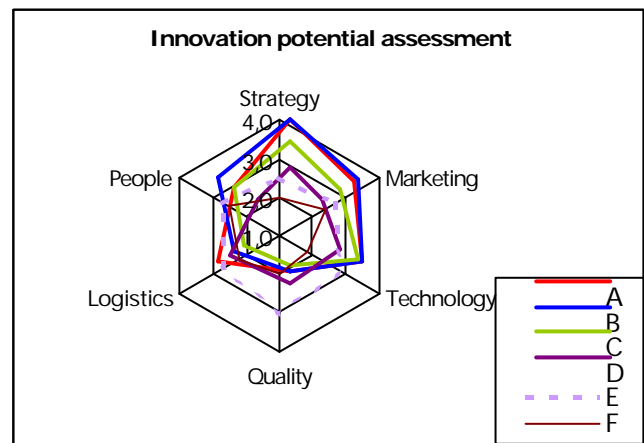 Innovation potential assessment
Strategy
4,0
3,0
People
Marketing
2,0
1,0
Logistics
Technology
Quality
A
B
C
D
E
F